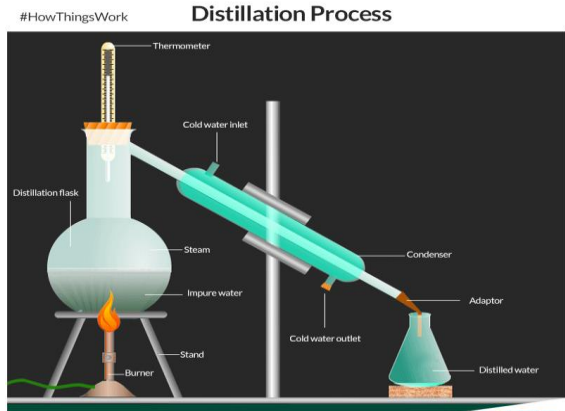 #HowThingsWork
Distillation Process
Thermometer
Cold water inlet
Distillation flask
Steam
Condenser
Impure water
Adaptor
Cold water outlet
Stand
Burner
Distilled water